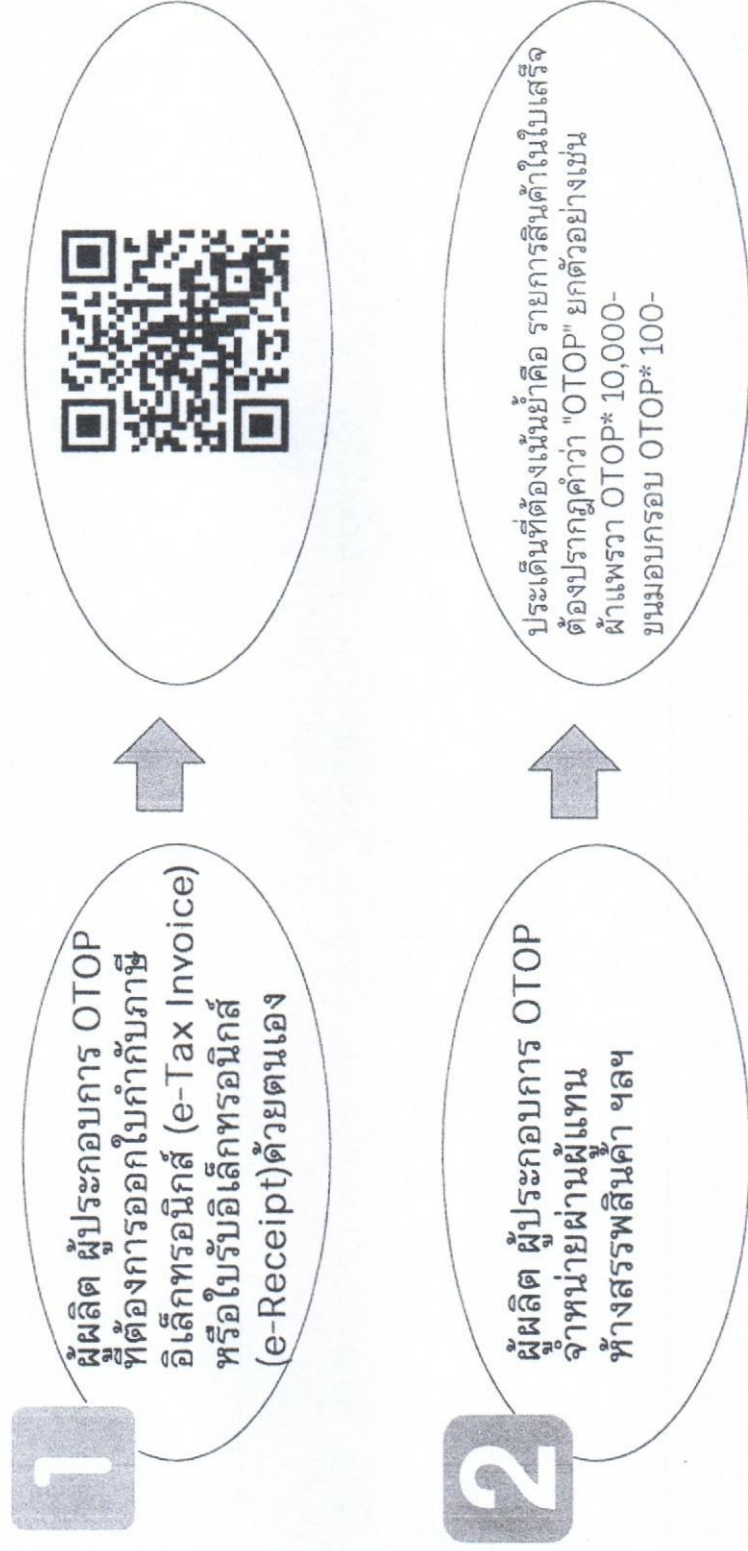 1
ผู้ผลิต ผู้ประกอบการ OTOP
ที่ต้องการออกใบกำกับภาษี
อิเล็กทรอนิกส์ (e-Tax Invoice)
หรือใบรับอิเล็กทรอนิกส์
(e-Receipt)ด้วยตนเอง
2
ผู้ผลิต ผู้ประกอบการ OTOP
จำหน่ายผ่านผู้แทน
ห้างสรรพสินค้า ฯลฯ
ประเด็นที่ต้องเน้นย้ำคือ รายการสินค้าในใบเสร็จ
ต้องปรากฏคำว่า "OTOP" ยกตัวอย่างเช่น
ผ้าแพรวา OTOP* 10,000-
ขนมอบกรอบ OTOP* 100-